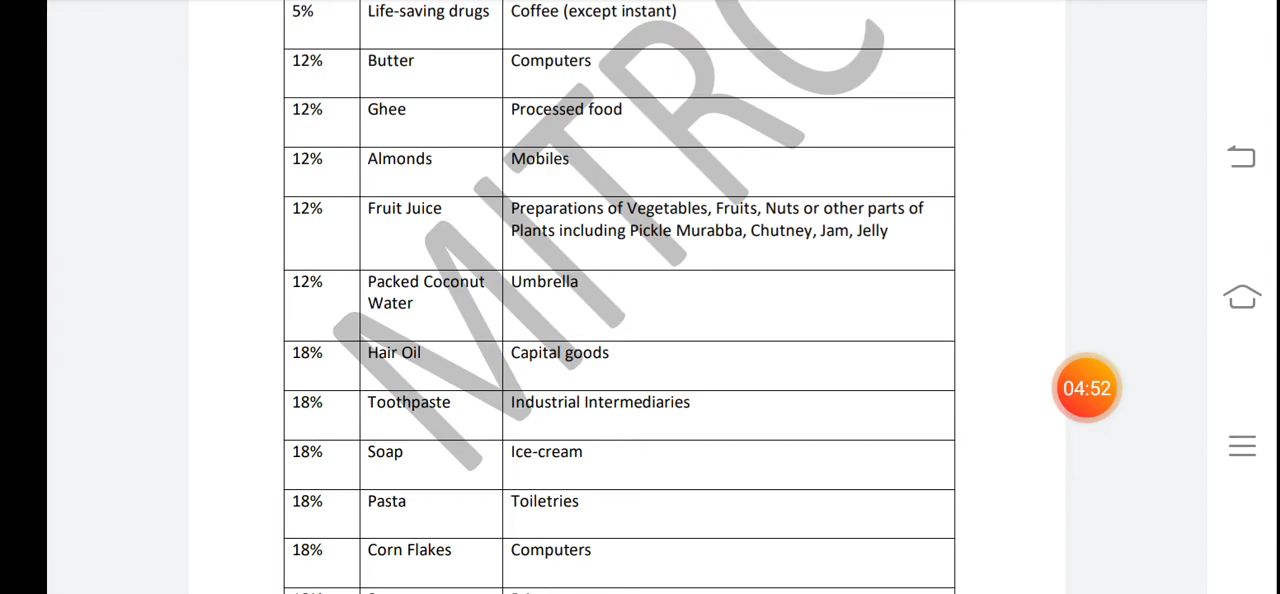 5% Life-saving drugs Coffee (except instant)
12% Butter Computers
12% Ghee Processed food
12% Almonds Mobiles
12% Fruit Juice Preparations of Vegetables, Fruits, Nuts or other parts of
Plants including Pickle Murabba, Chutney, Jam, Jelly
12% Packed Coconut Umbrella
Water
18% Hair Oil Capital goods
18% Toothpaste Industrial Intermediaries
18% Soap Ice-cream
18% Pasta Toiletries
18% Corn Flakes Computers
MITRC
04:52